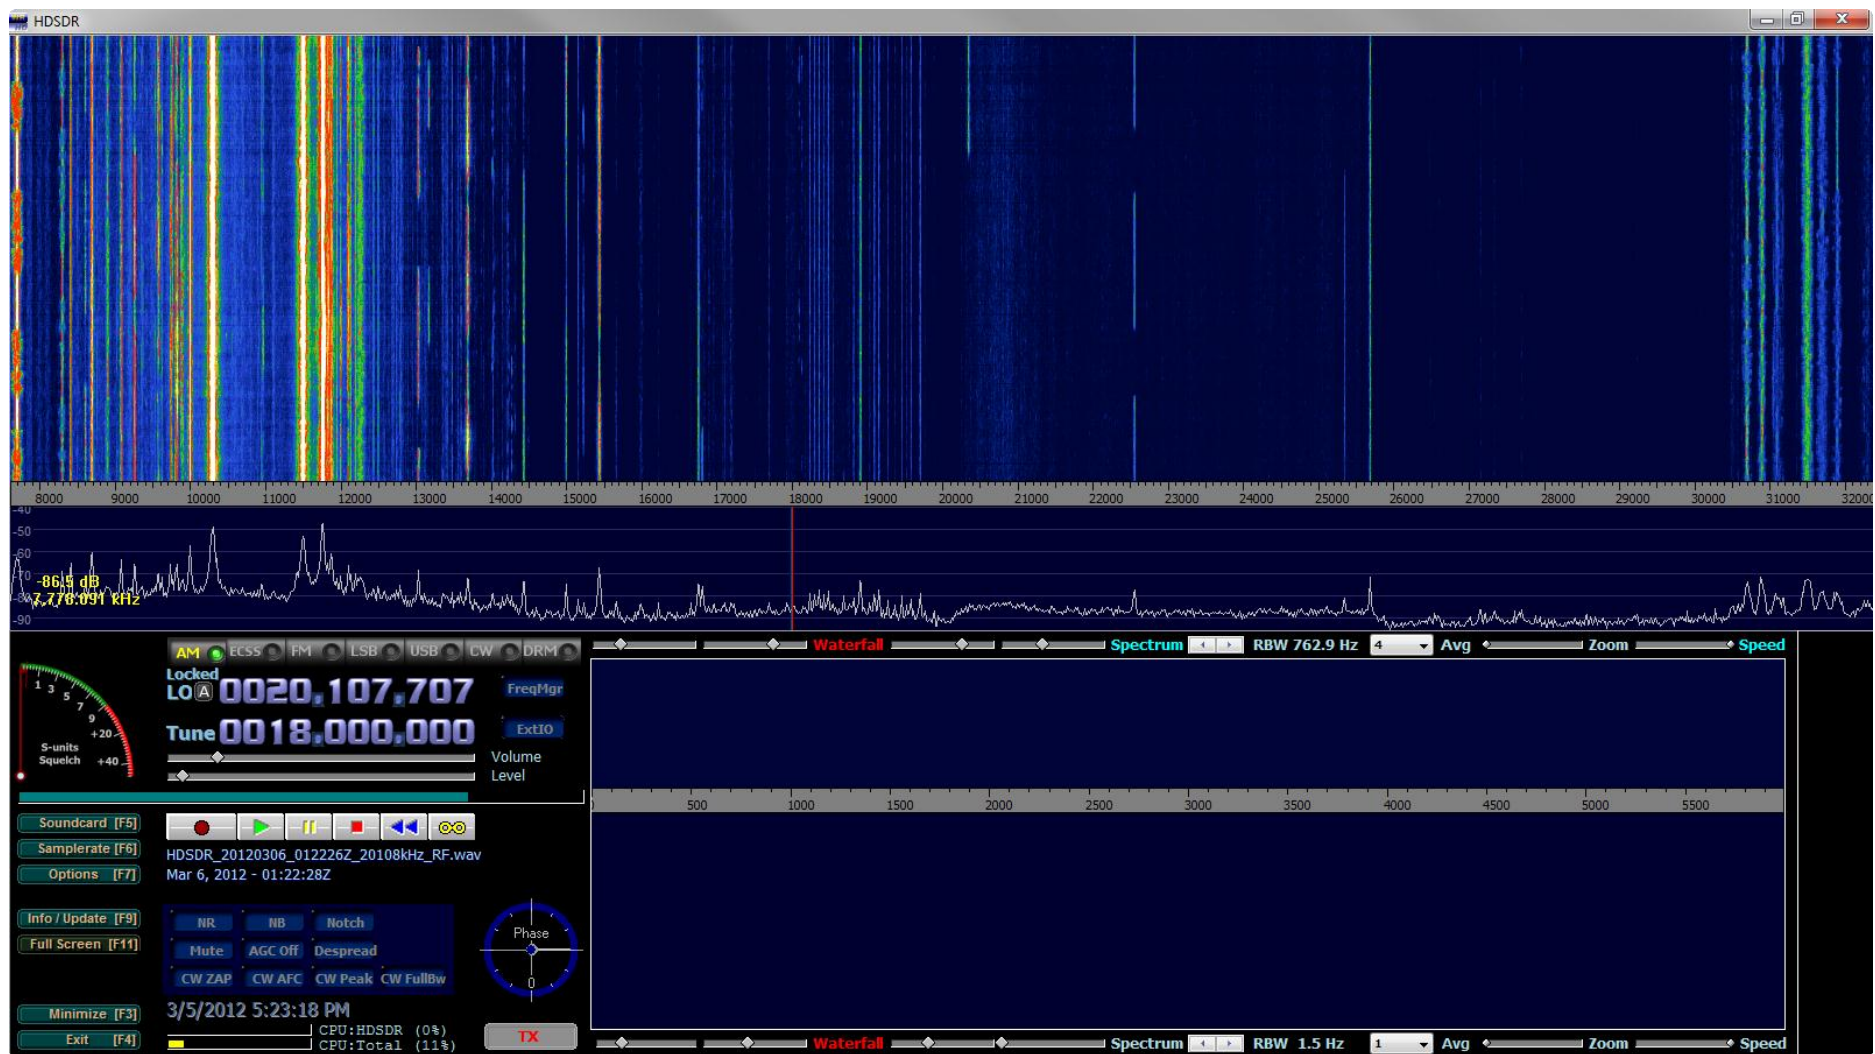 HDSDR
8000 9000 10000 11000 12000 13000 14000 15000 16000 17000 18000 19000 20000 21000 22000 23000 24000 25000 26000 27000 28000 29000 30000 31000 32000
-40
-50
-60
-70
-80
-90
-86.5 dB
7,778.091 kHz
AM ECSS FM LSB USB CW DRM
Waterfall Spectrum RBW 762.9 Hz 4 Avg Zoom Speed
Locked
LO A 0020.107.707 FreqMgr
Tune 0018.000.000 ExtIO
1 3 5 7 9 +20 +40
S-units
Squelch
Volume
Level
500 1000 1500 2000 2500 3000 3500 4000 4500 5000 5500
Soundcard [F5]
Samplerate [F6]
Options [F7]
HDSDR_20120306_012226Z_20108kHz_RF.wav
Mar 6, 2012 - 01:22:28Z
Info / Update [F9]
Full Screen [F11]
NR NB Notch
Mute AGC Off Despread
CW ZAP CW AFC CW Peak CW FullBw
Phase
0
3/5/2012 5:23:18 PM
Minimize [F3]
Exit [F4]
CPU:HDSDR (0%)
CPU:Total (11%)
TX
Waterfall Spectrum RBW 1.5 Hz 1 Avg Zoom Speed